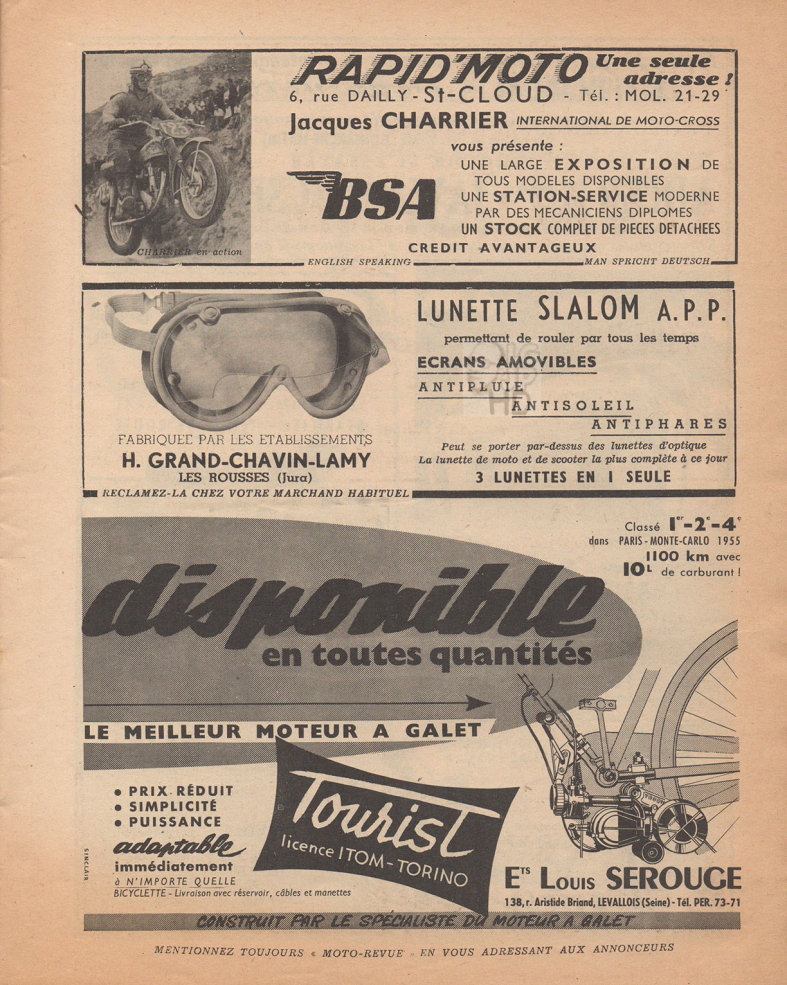 RAPID'MOTO Une seule
adresse !
6, rue DAILLY - St-CLOUD - Tél. : MOL. 21-29
Jacques CHARRIER INTERNATIONAL DE MOTO-CROSS
vous présente :
UNE LARGE EXPOSITION DE
TOUS MODELES DISPONIBLES
BSA
UNE STATION-SERVICE MODERNE
PAR DES MECANICIENS DIPLOMES
UN STOCK COMPLET DE PIECES DETACHEES
CREDIT AVANTAGEUX
CHARRIER en action
ENGLISH SPEAKING
MAN SPRICHT DEUTSCH
LUNETTE SLALOM A.P.P.
permettant de rouler par tous les temps
ECRANS AMOVIBLES
ANTIPLUIE
ANTISOLEIL
ANTIPHARES
FABRIQUEE PAR LES ETABLISSEMENTS
H. GRAND-CHAVIN-LAMY
LES ROUSSES (Jura)
RECLAMEZ-LA CHEZ VOTRE MARCHAND HABITUEL
Peut se porter par-dessus des lunettes d'optique
La lunette de moto et de scooter la plus complète à ce jour
3 LUNETTES EN 1 SEULE
Classé 1er-2e-4e
dans PARIS-MONTE-CARLO 1955
1100 km avec
10L de carburant !
disponible
en toutes quantités
LE MEILLEUR MOTEUR A GALET
• PRIX RÉDUIT
• SIMPLICITÉ
• PUISSANCE
adaptable
immédiatement
à N'IMPORTE QUELLE
BICYCLETTE - Livraison avec réservoir, câbles et manettes
SINCLAIR
Tourist
licence ITOM-TORINO
Ets Louis SEROUGE
138, r. Aristide Briand, LEVALLOIS (Seine) - Tél. PER. 73-71
CONSTRUIT PAR LE SPÉCIALISTE DU MOTEUR A GALET
MENTIONNEZ TOUJOURS « MOTO-REVUE » EN VOUS ADRESSANT AUX ANNONCEURS